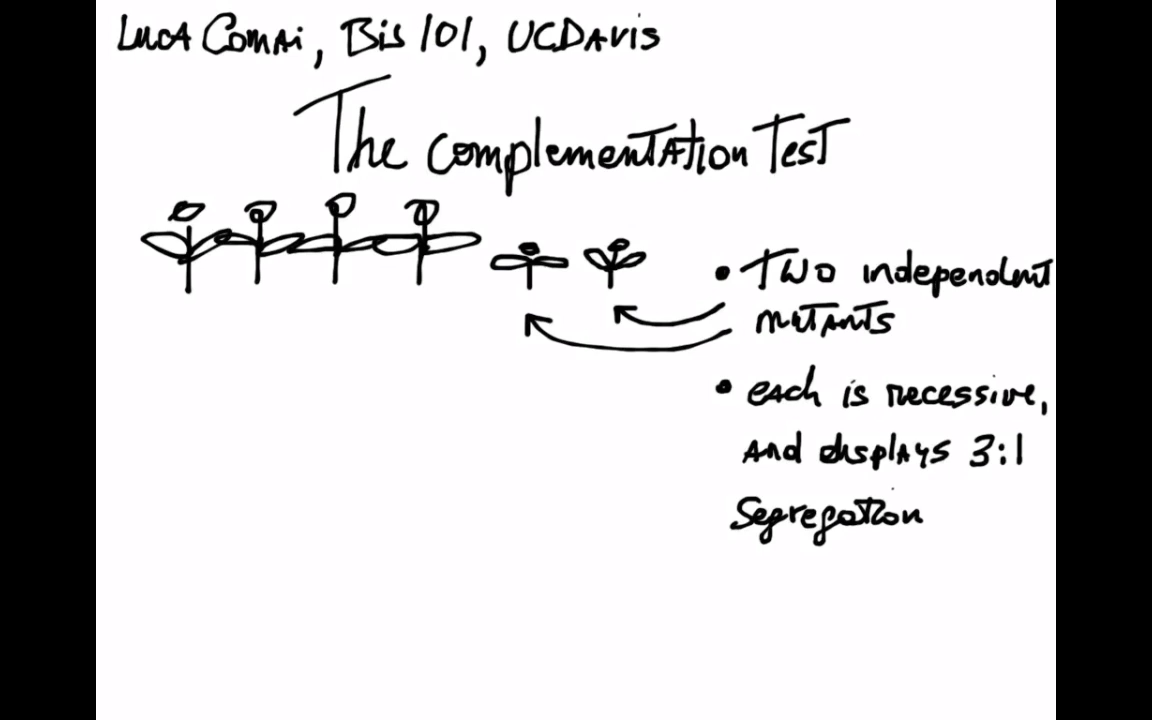 Luca Comai, Bis 101, UCDavis
The complementation Test
• Two independent
mutants
• each is recessive,
and displays 3:1
Segregation